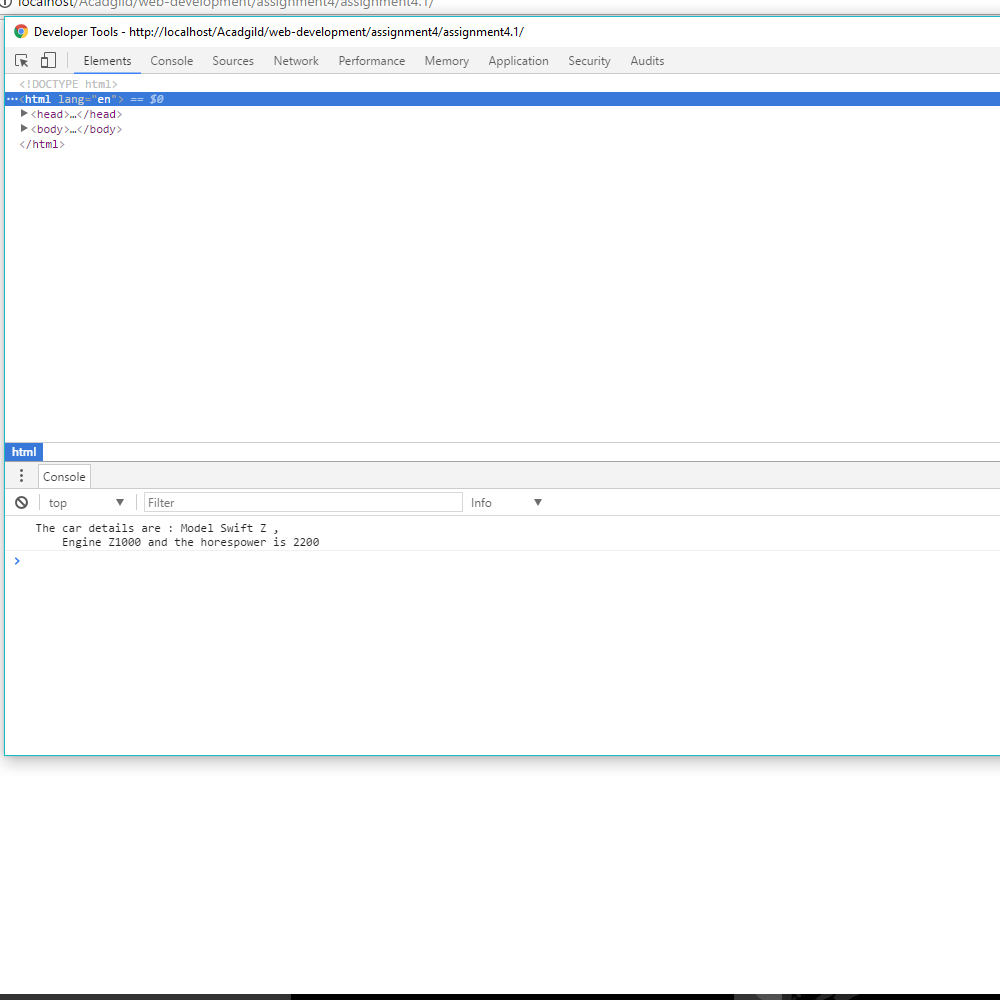 localhost/Acadgild/web-development/assignment4/assignment4.1/
Developer Tools - http://localhost/Acadgild/web-development/assignment4/assignment4.1/
Elements Console Sources Network Performance Memory Application Security Audits
<!DOCTYPE html>
…<html lang="en"> == $0
<head>…</head>
<body>…</body>
</html>
html
Console
top Filter Info
The car details are : Model Swift Z ,
Engine Z1000 and the horespower is 2200
>